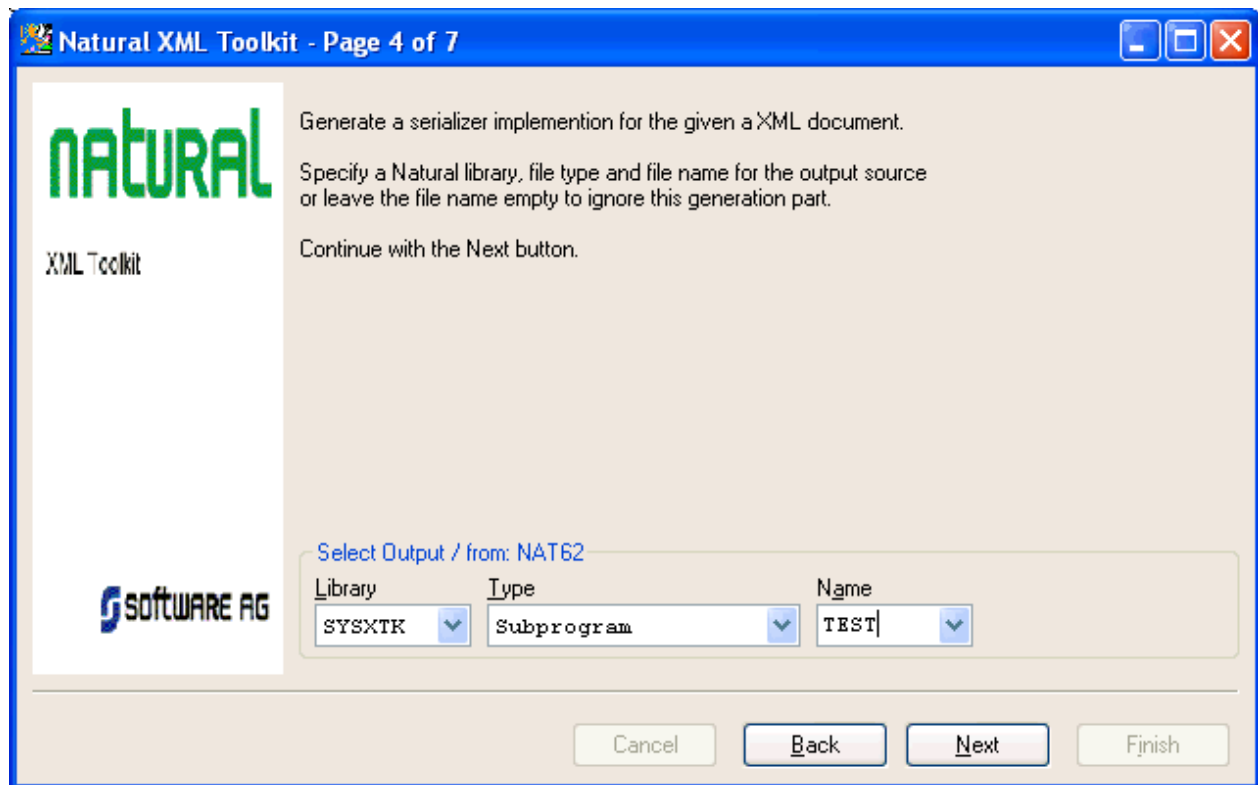 Natural XML Toolkit - Page 4 of 7
natural
XML Toolkit
software AG
Generate a serializer implemention for the given a XML document.
Specify a Natural library, file type and file name for the output source
or leave the file name empty to ignore this generation part.
Continue with the Next button.
Select Output / from: NAT62
Library Type Name
SYSXTK Subprogram TEST
Cancel Back Next Finish